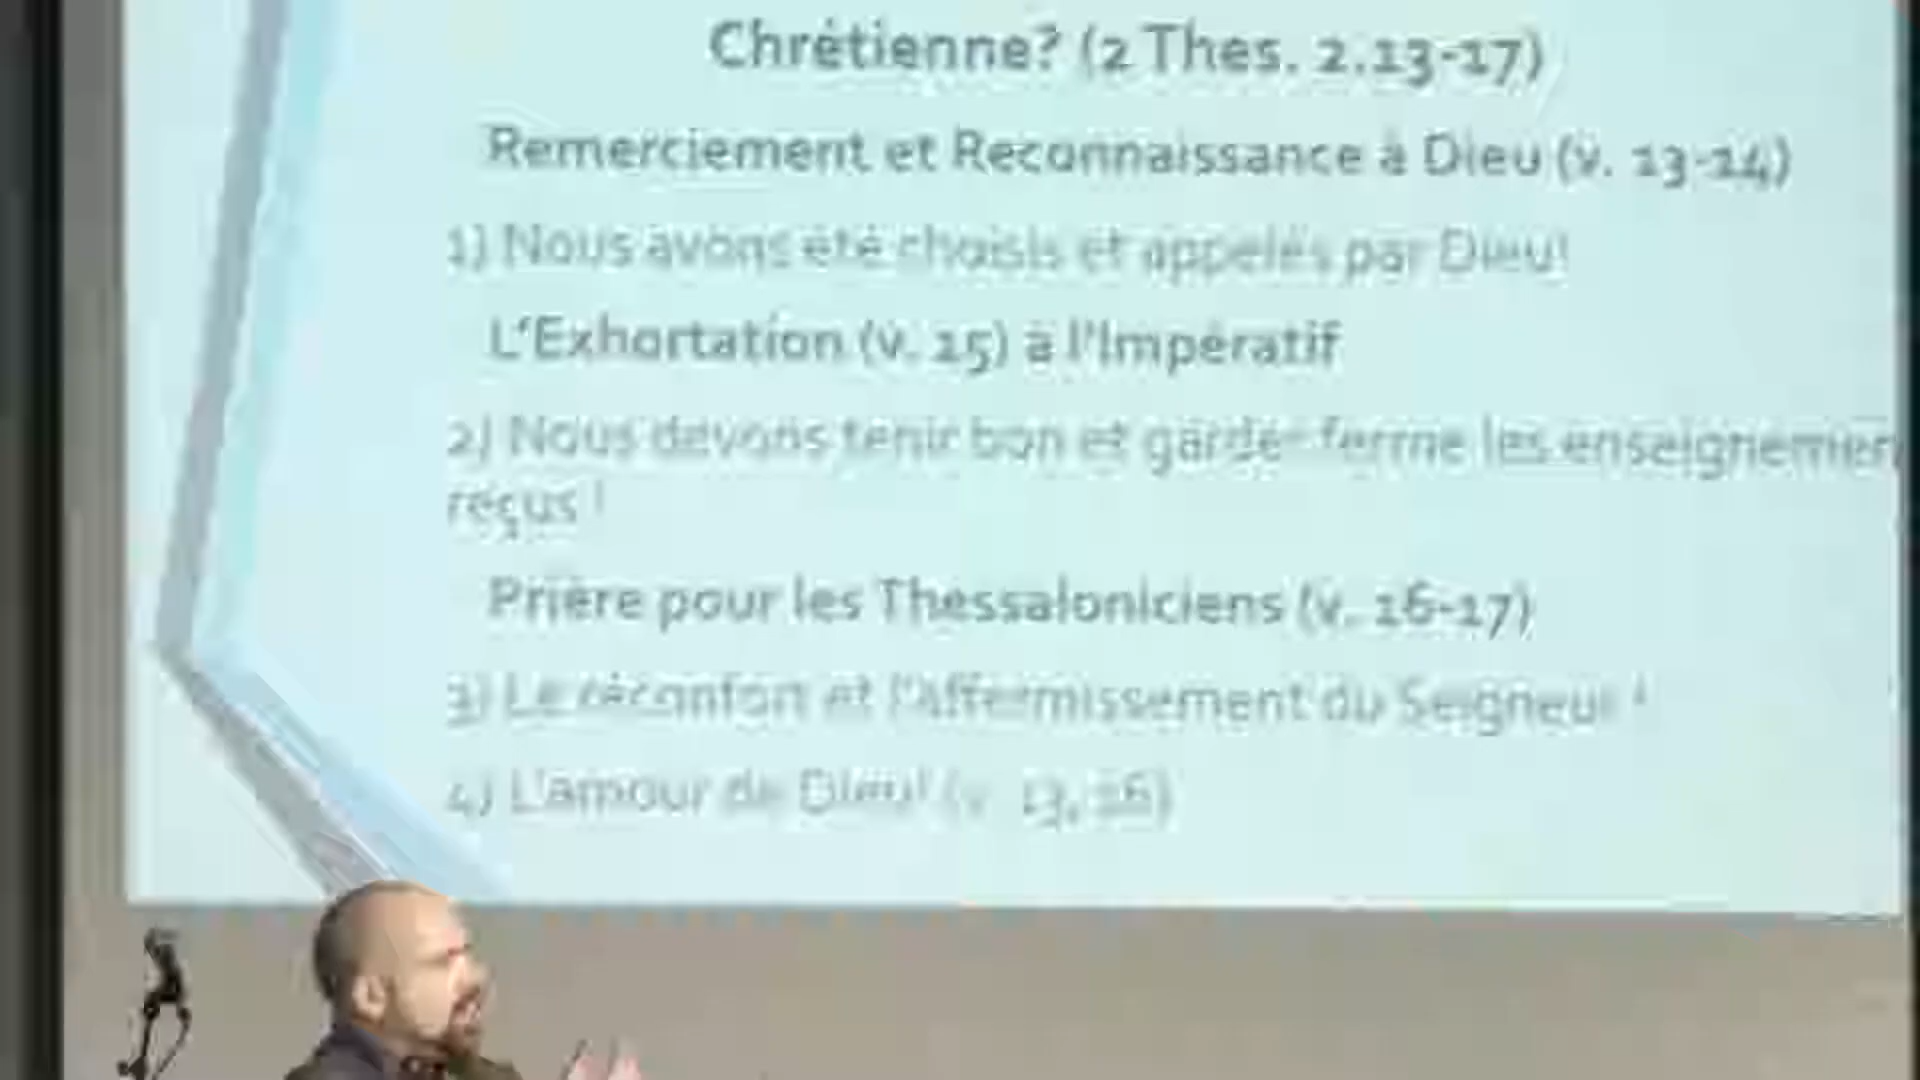 Chrétienne? (2 Thes. 2.13-17)
Remerciement et Reconnaissance à Dieu (v. 13-14)
1) Nous avons été choisis et appelés par Dieu!
L'Exhortation (v. 15) à l'Impératif
2) Nous devons tenir bon et garder ferme les enseignemen
reçus !
Prière pour les Thessaloniciens (v. 16-17)
3) Le réconfort et l'Affermissement du Seigneur !
4) L'amour de Dieu! (v. 13, 16)